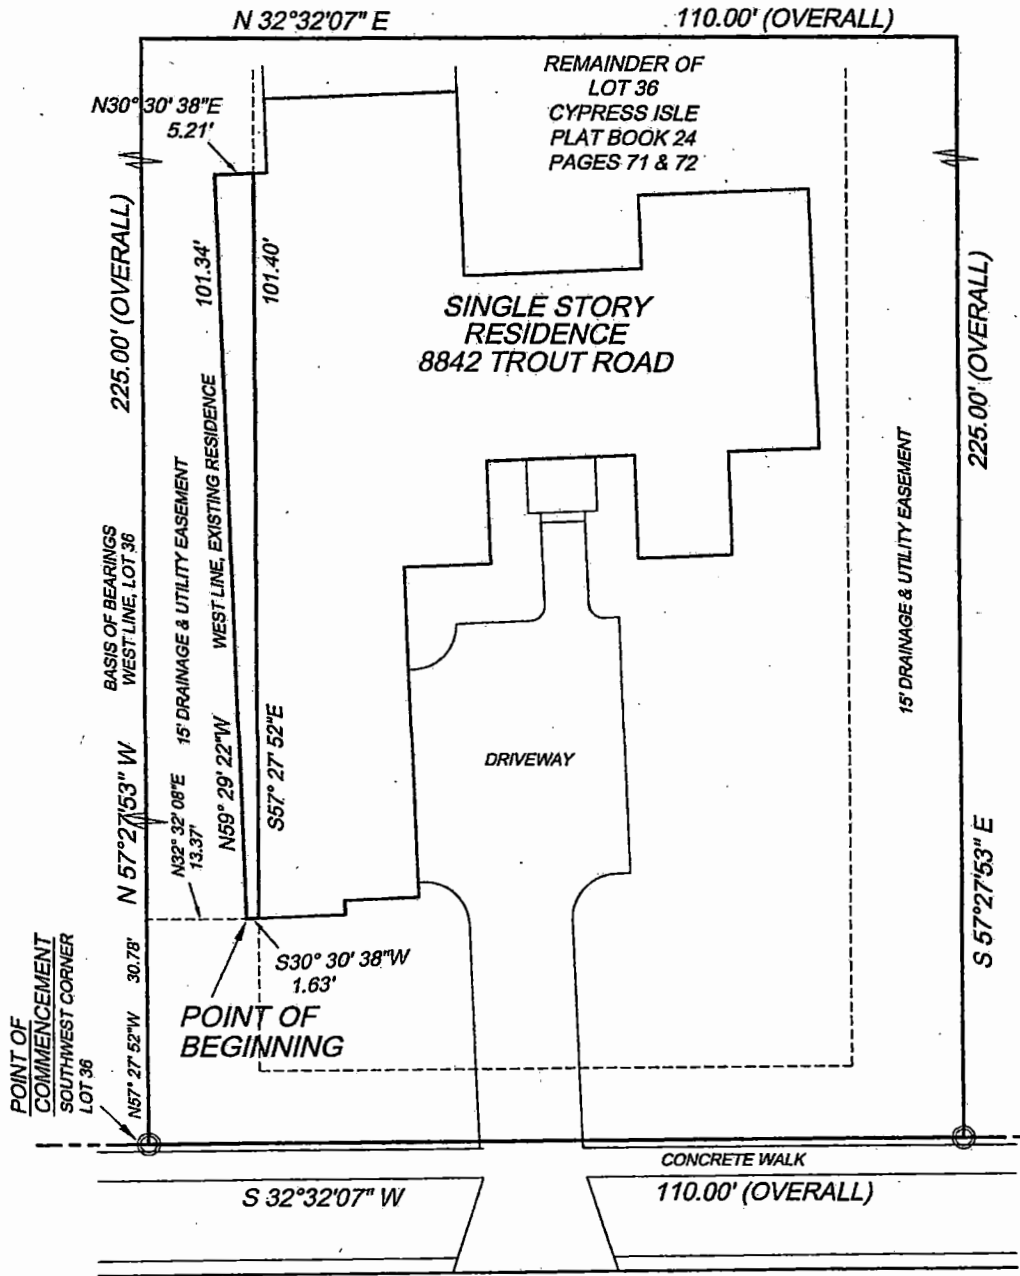 N 32°32'07" E
110.00' (OVERALL)
REMAINDER OF
LOT 36
CYPRESS ISLE
PLAT BOOK 24
PAGES 71 & 72
N30° 30' 38"E
5.21'
225.00' (OVERALL)
101.34'
101.40'
225.00' (OVERALL)
SINGLE STORY
RESIDENCE
8842 TROUT ROAD
BASIS OF BEARINGS
WEST LINE, LOT 36
15' DRAINAGE & UTILITY EASEMENT
WEST LINE, EXISTING RESIDENCE
15' DRAINAGE & UTILITY EASEMENT
N 57°27'53" W
N32° 32' 08"E
13.37'
N59° 29' 22"W
S57° 27' 52"E
DRIVEWAY
S 57°27'53" E
S30° 30' 38"W
1.63'
POINT OF
BEGINNING
POINT OF
COMMENCEMENT
SOUTHWEST CORNER
LOT 36
N57° 27' 52"W 30.78'
CONCRETE WALK
S 32°32'07" W
110.00' (OVERALL)